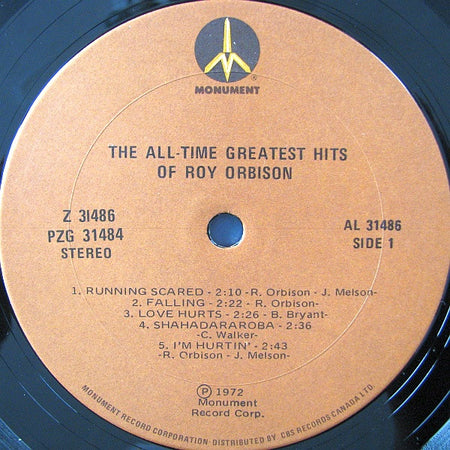 ®
MONUMENT
THE ALL-TIME GREATEST HITS
OF ROY ORBISON
Z 31486
PZG 31484
STEREO
AL 31486
SIDE 1
1. RUNNING SCARED - 2:10 -R. Orbison - J. Melson-
2. FALLING - 2:22 - R. Orbison-
3. LOVE HURTS - 2:26 - B. Bryant-
4. SHAHADARAROBA - 2:36
-C. Walker-
5. I'M HURTIN' - 2:43
-R. Orbison - J. Melson-
Ⓟ 1972
Monument
Record Corp.
MONUMENT RECORD CORPORATION · DISTRIBUTED BY CBS RECORDS CANADA LTD.